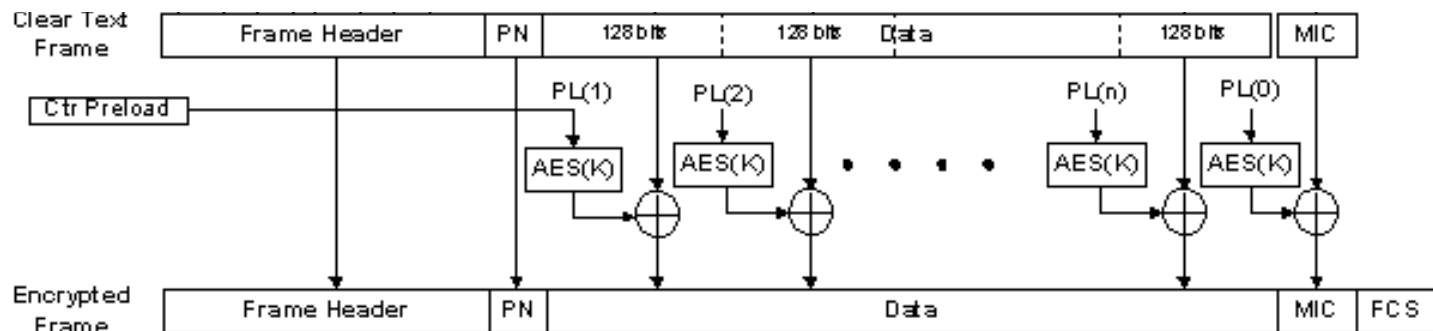 Clear Text
Frame
Frame Header PN 128 bits 128 bits Data 128 bits MIC
PL(1) PL(2) PL(n) PL(0)
Ctr Preload
AES(K) AES(K) AES(K) AES(K)
Encrypted
Frame
Frame Header PN Data MIC FCS